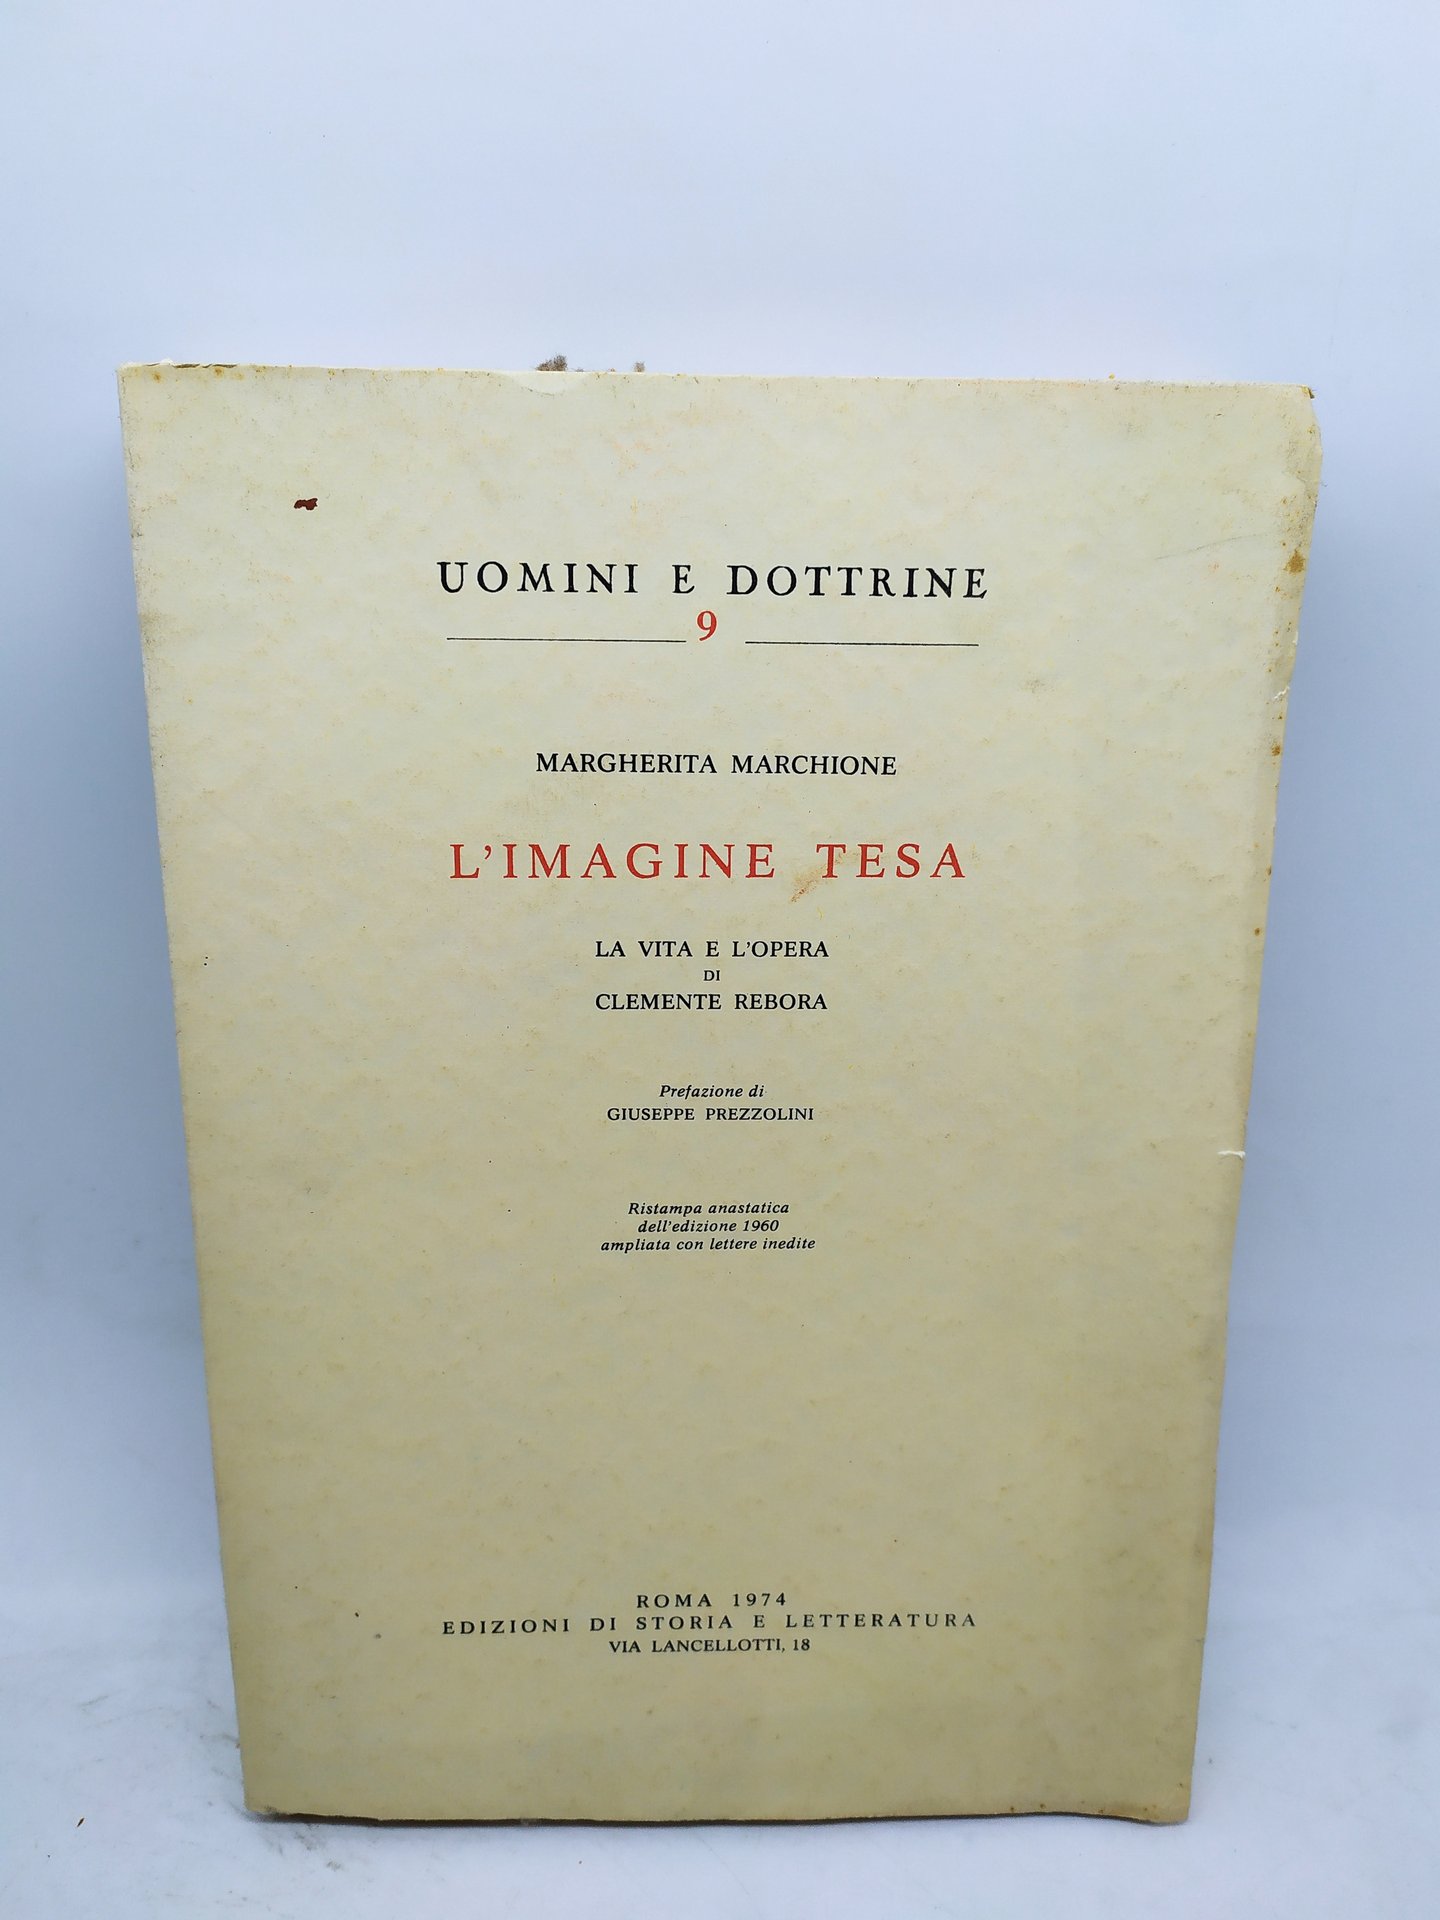 UOMINI E DOTTRINE
9
MARGHERITA MARCHIONE
L'IMAGINE TESA
LA VITA E L'OPERA
DI
CLEMENTE REBORA
Prefazione di
GIUSEPPE PREZZOLINI
Ristampa anastatica
dell'edizione 1960
ampliata con lettere inedite
ROMA 1974
EDIZIONI DI STORIA E LETTERATURA
VIA LANCELLOTTI, 18